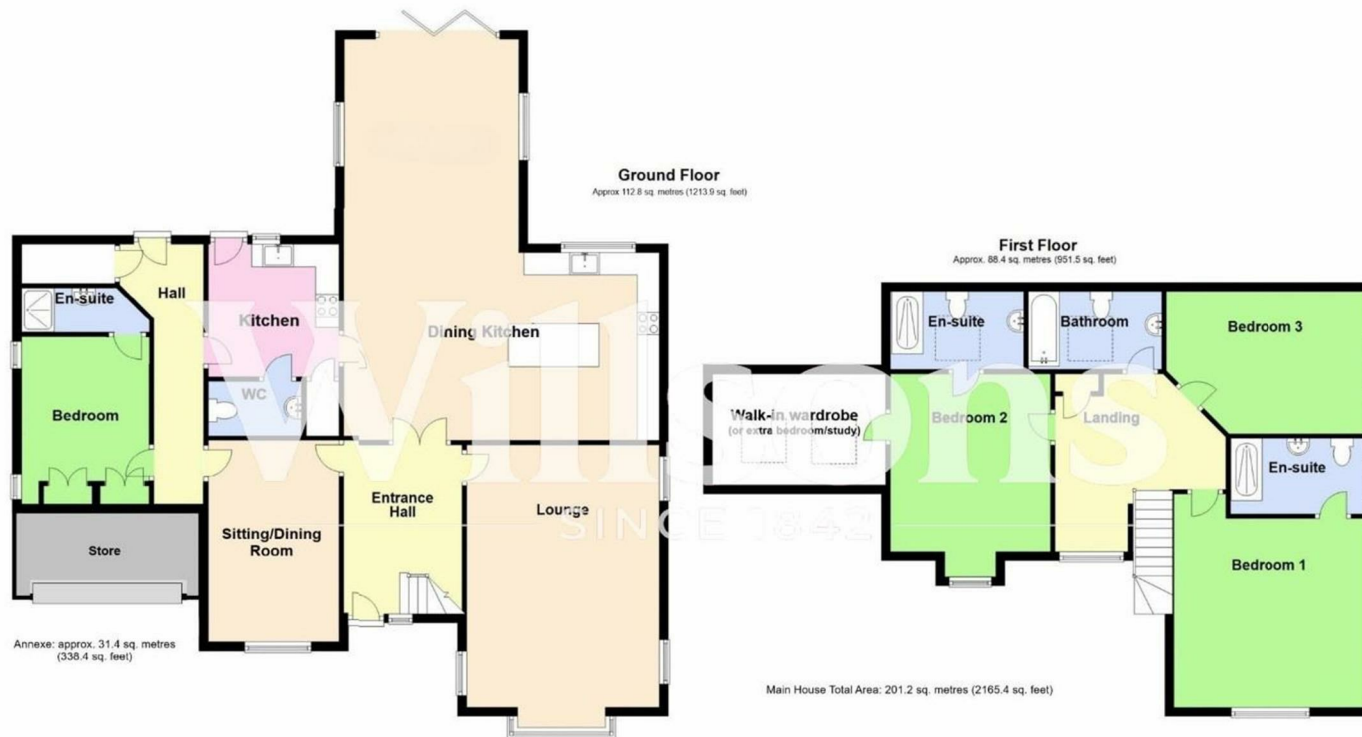 Ground Floor
Approx 112.8 sq. metres (1213.9 sq. feet)
Hall
En-suite
Kitchen
Dining Kitchen
WC
Bedroom
Entrance
Hall
Lounge
Sitting/Dining
Room
Store
Annexe: approx. 31.4 sq. metres
(338.4 sq. feet)
First Floor
Approx. 88.4 sq. metres (951.5 sq. feet)
En-suite
Bathroom
Bedroom 3
Walk-in wardrobe
(or extra bedroom/study)
Bedroom 2
Landing
En-suite
Bedroom 1
Main House Total Area: 201.2 sq. metres (2165.4 sq. feet)
Willsons
SINCE 1842